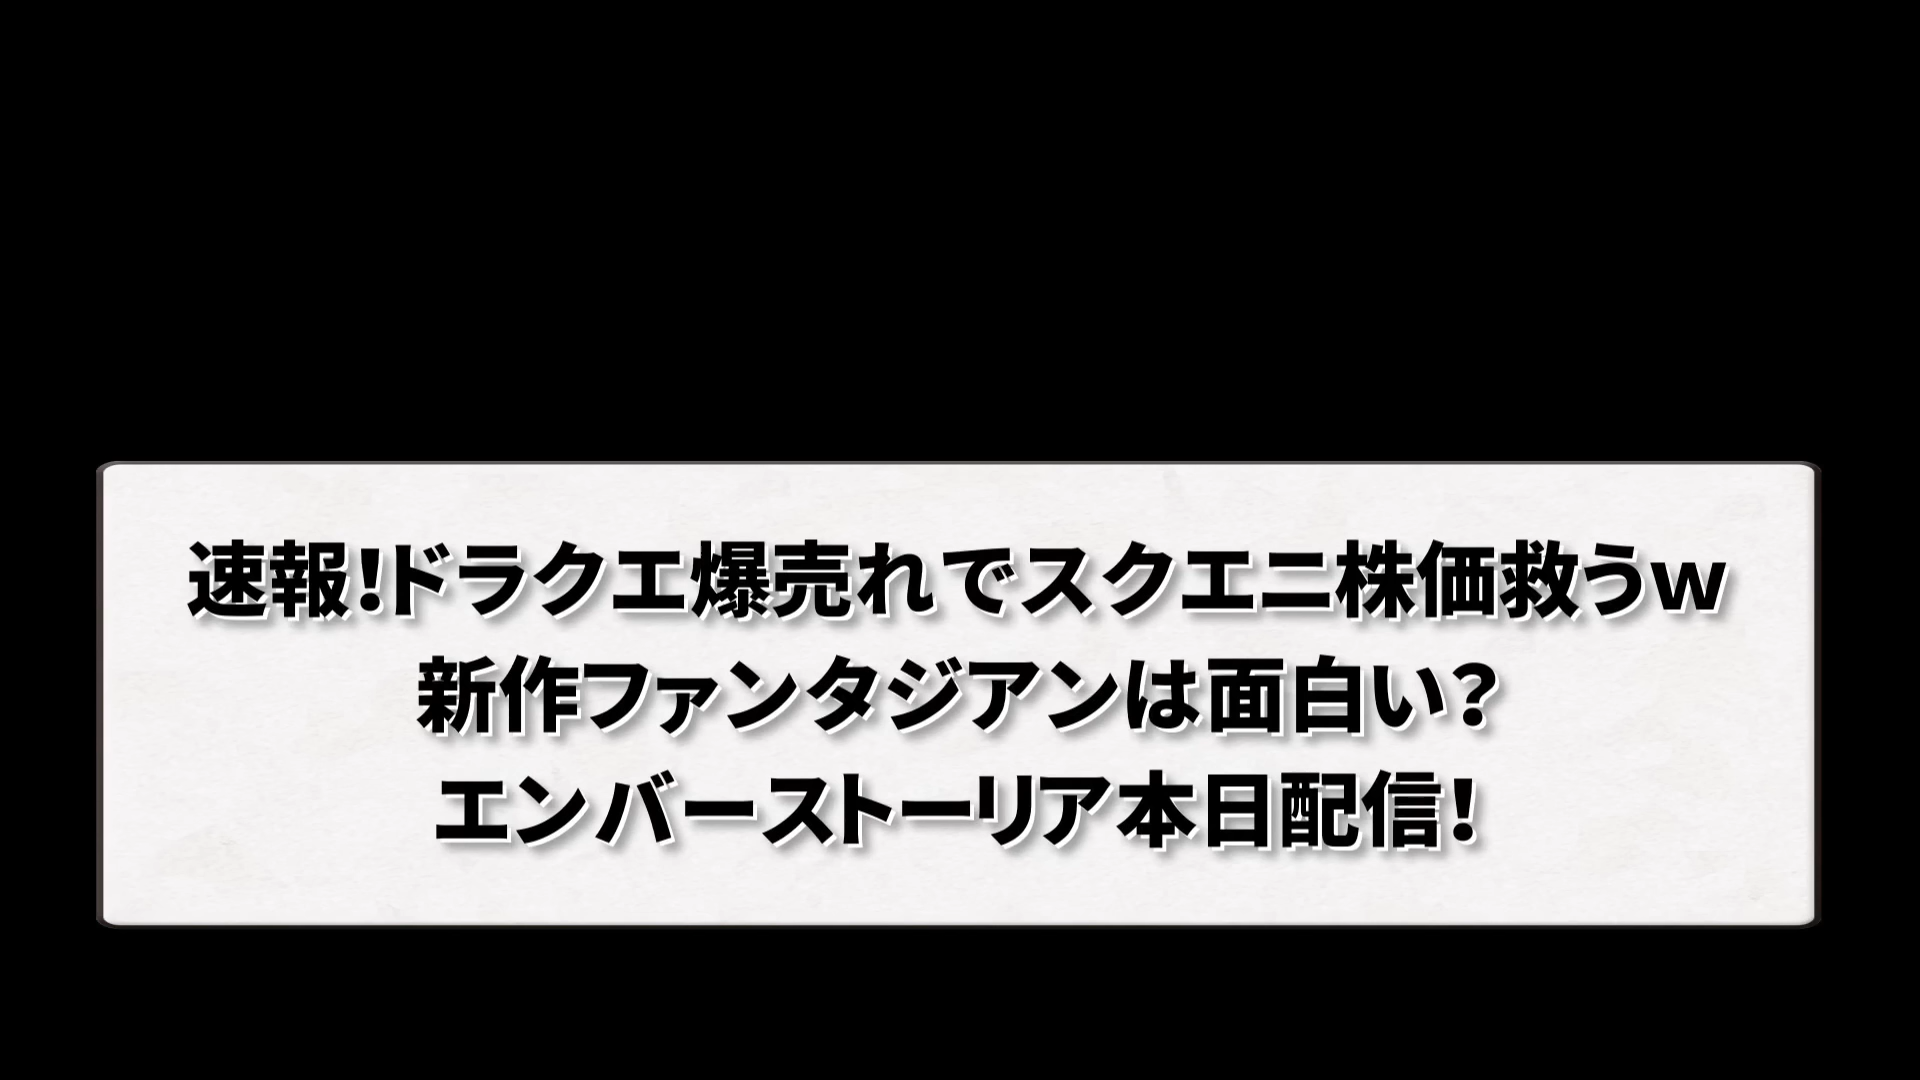 速報!ドラクエ爆売れでスクエニ株価救うw
新作ファンタジアンは面白い?
エンバーストーリア本日配信!